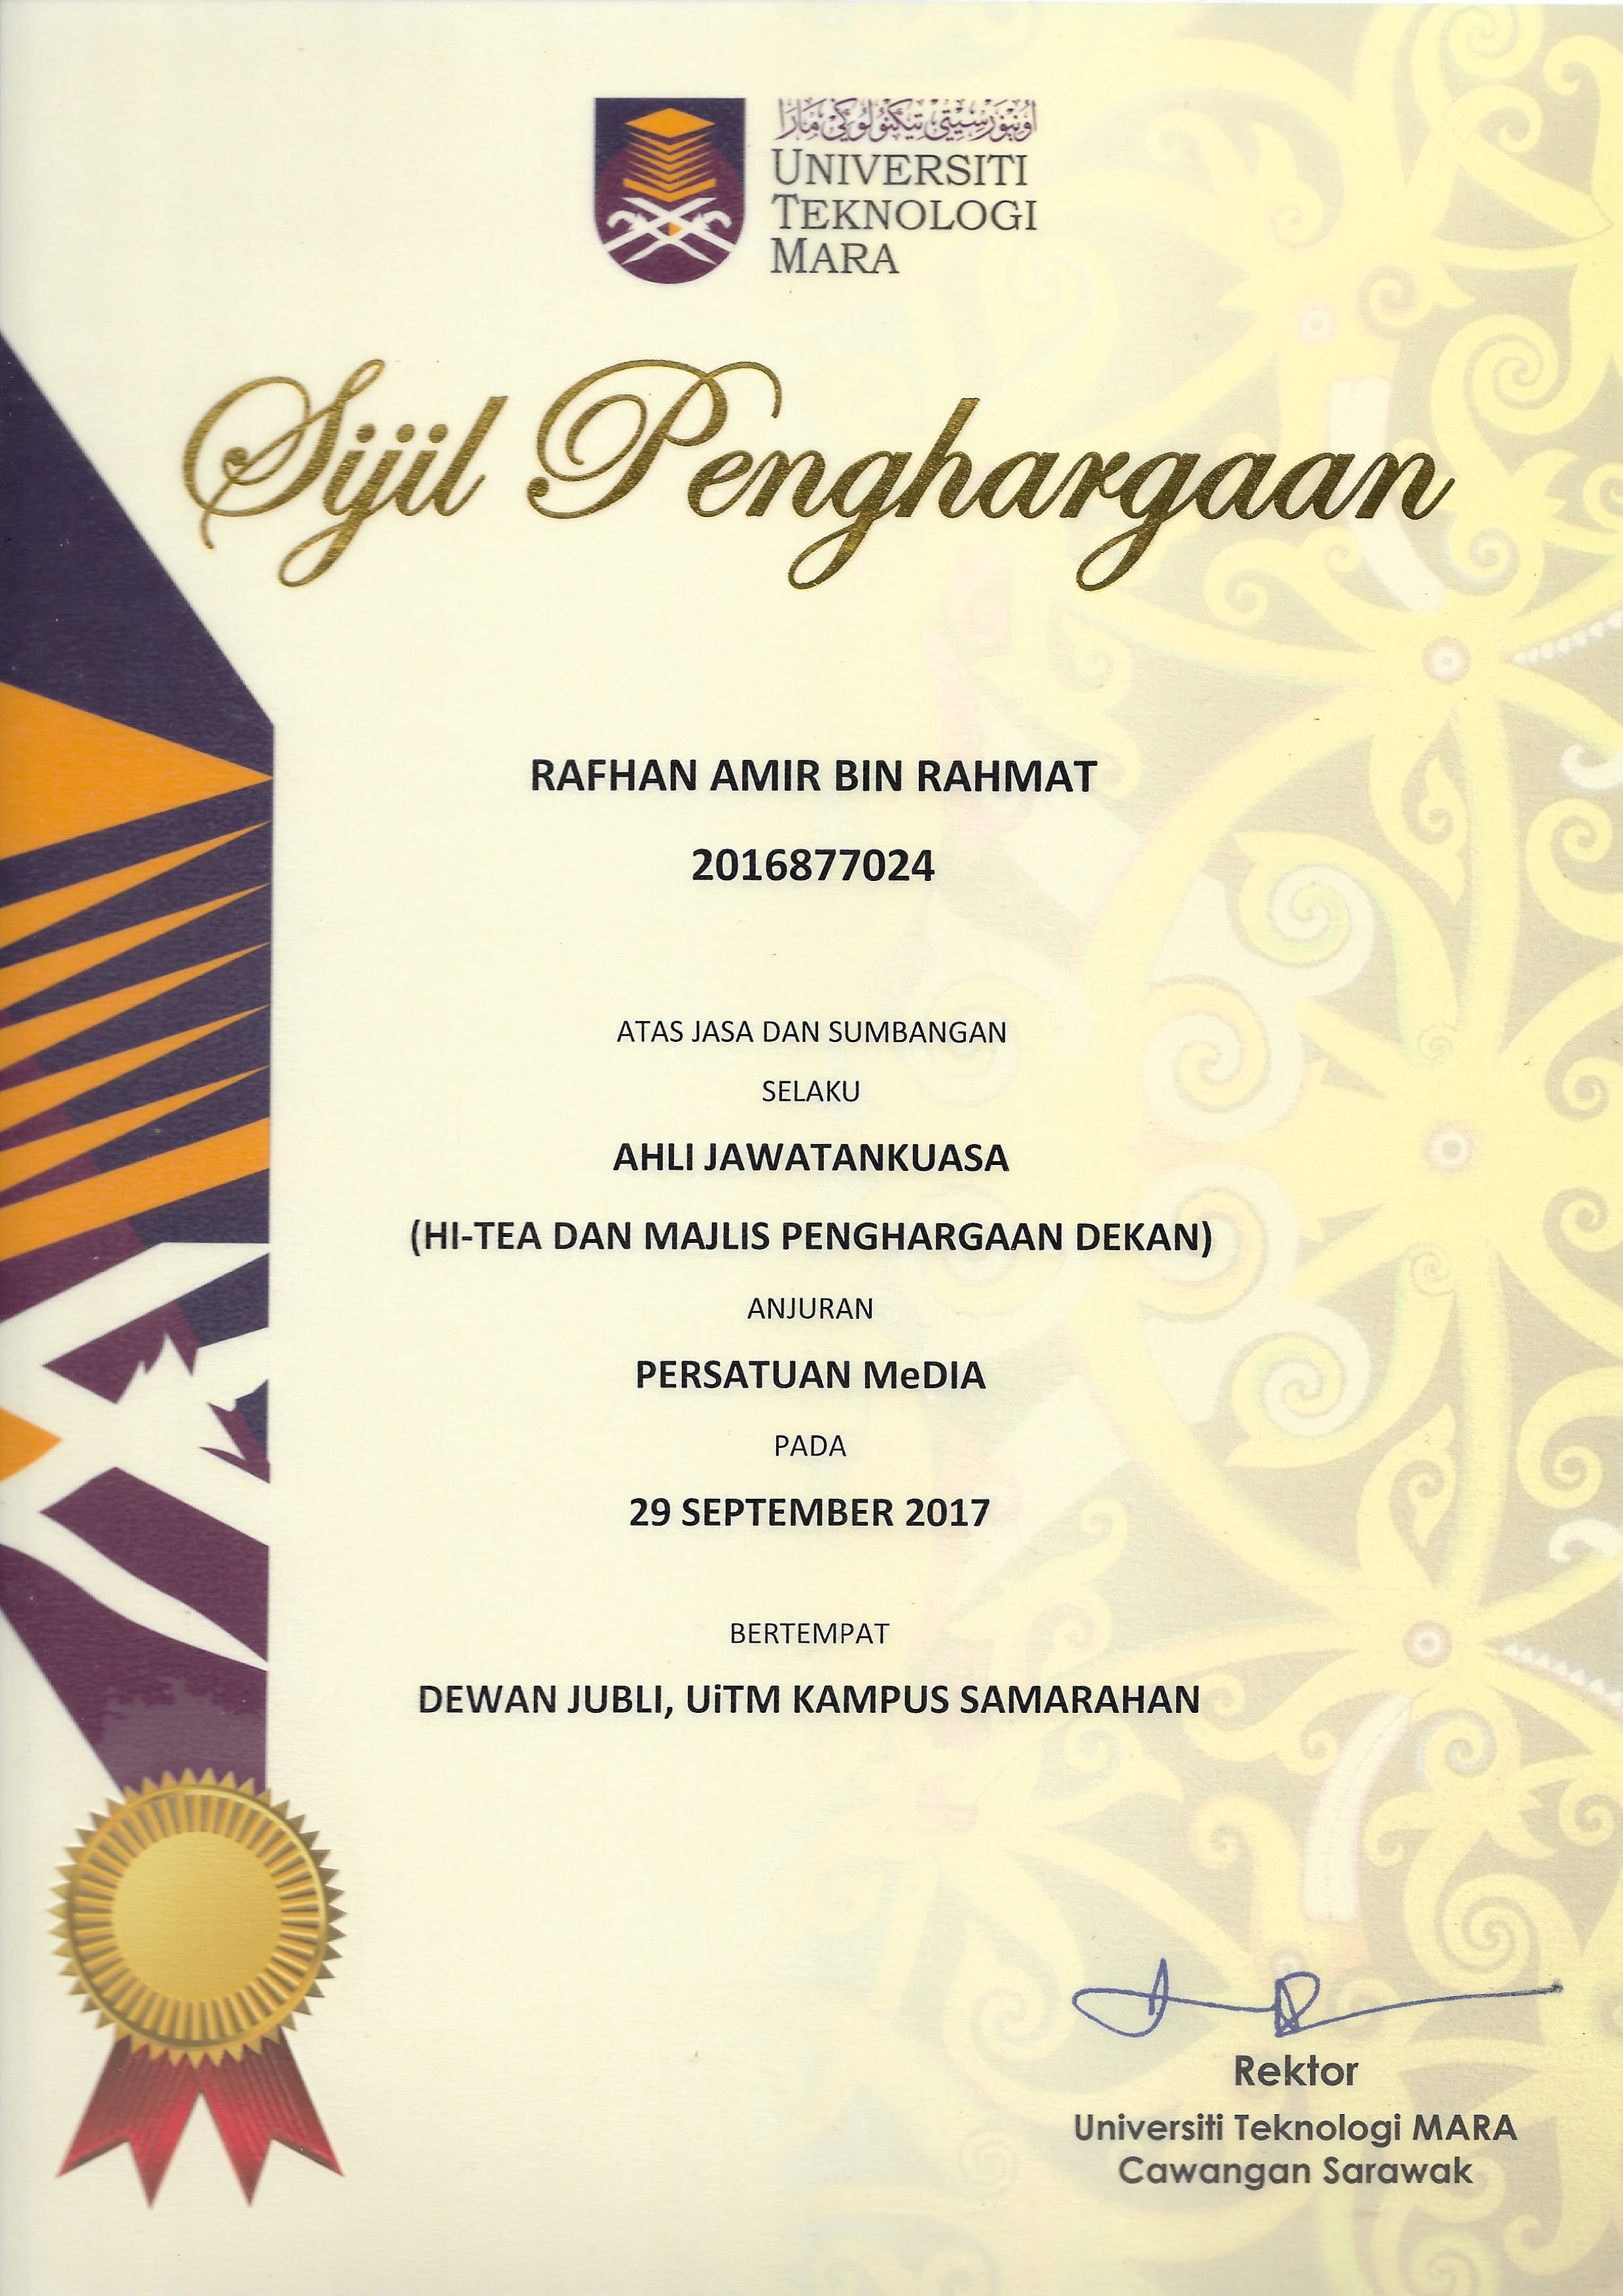 اونيۏرسيتي تيكنولوڬي مارا
UNIVERSITI
TEKNOLOGI
MARA
Sijil Penghargaan
RAFHAN AMIR BIN RAHMAT
2016877024
ATAS JASA DAN SUMBANGAN
SELAKU
AHLI JAWATANKUASA
(HI-TEA DAN MAJLIS PENGHARGAAN DEKAN)
ANJURAN
PERSATUAN MeDIA
PADA
29 SEPTEMBER 2017
BERTEMPAT
DEWAN JUBLI, UiTM KAMPUS SAMARAHAN
Rektor
Universiti Teknologi MARA
Cawangan Sarawak